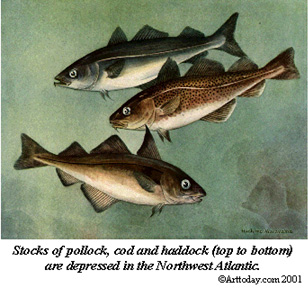 Stocks of pollock, cod and haddock (top to bottom)
are depressed in the Northwest Atlantic.
©Arttoday.com 2001